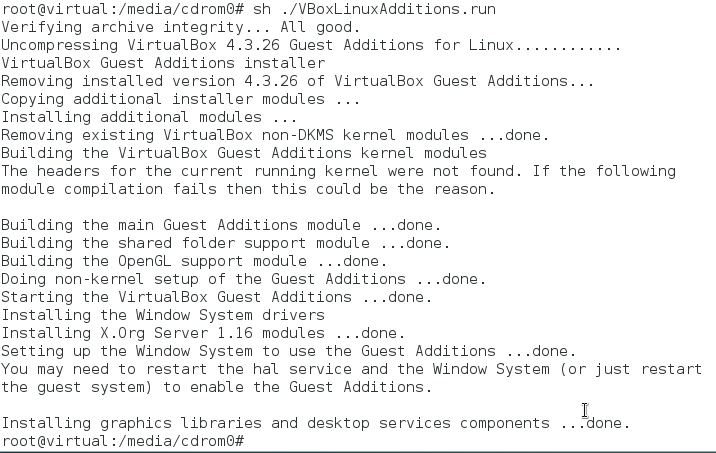 root@virtual:/media/cdrom0# sh ./VBoxLinuxAdditions.run
Verifying archive integrity... All good.
Uncompressing VirtualBox 4.3.26 Guest Additions for Linux............
VirtualBox Guest Additions installer
Removing installed version 4.3.26 of VirtualBox Guest Additions...
Copying additional installer modules ...
Installing additional modules ...
Removing existing VirtualBox non-DKMS kernel modules ...done.
Building the VirtualBox Guest Additions kernel modules
The headers for the current running kernel were not found. If the following
module compilation fails then this could be the reason.

Building the main Guest Additions module ...done.
Building the shared folder support module ...done.
Building the OpenGL support module ...done.
Doing non-kernel setup of the Guest Additions ...done.
Starting the VirtualBox Guest Additions ...done.
Installing the Window System drivers
Installing X.Org Server 1.16 modules ...done.
Setting up the Window System to use the Guest Additions ...done.
You may need to restart the hal service and the Window System (or just restart
the guest system) to enable the Guest Additions.

Installing graphics libraries and desktop services components ...done.
root@virtual:/media/cdrom0#